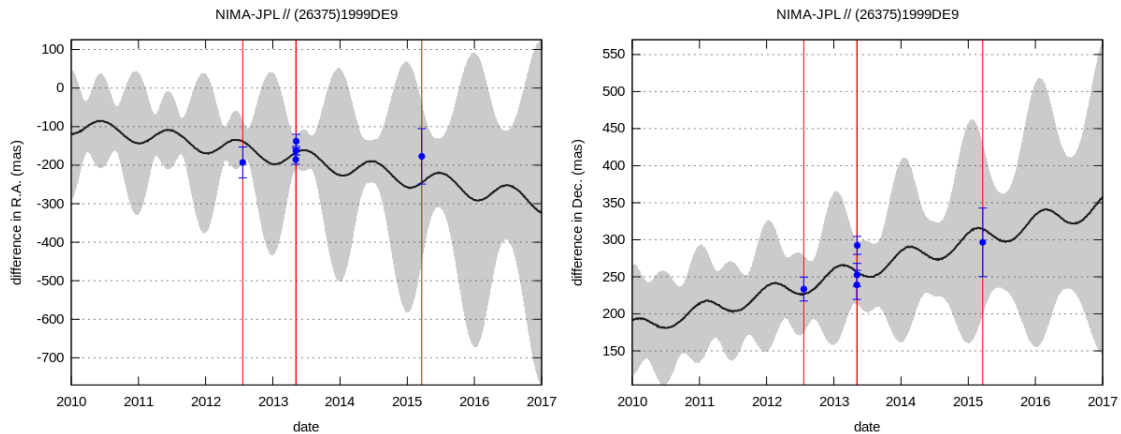 NIMA-JPL // (26375)1999DE9
difference in R.A. (mas)
100
0
-100
-200
-300
-400
-500
-600
-700
2010 2011 2012 2013 2014 2015 2016 2017
date
NIMA-JPL // (26375)1999DE9
difference in Dec. (mas)
550
500
450
400
350
300
250
200
150
2010 2011 2012 2013 2014 2015 2016 2017
date